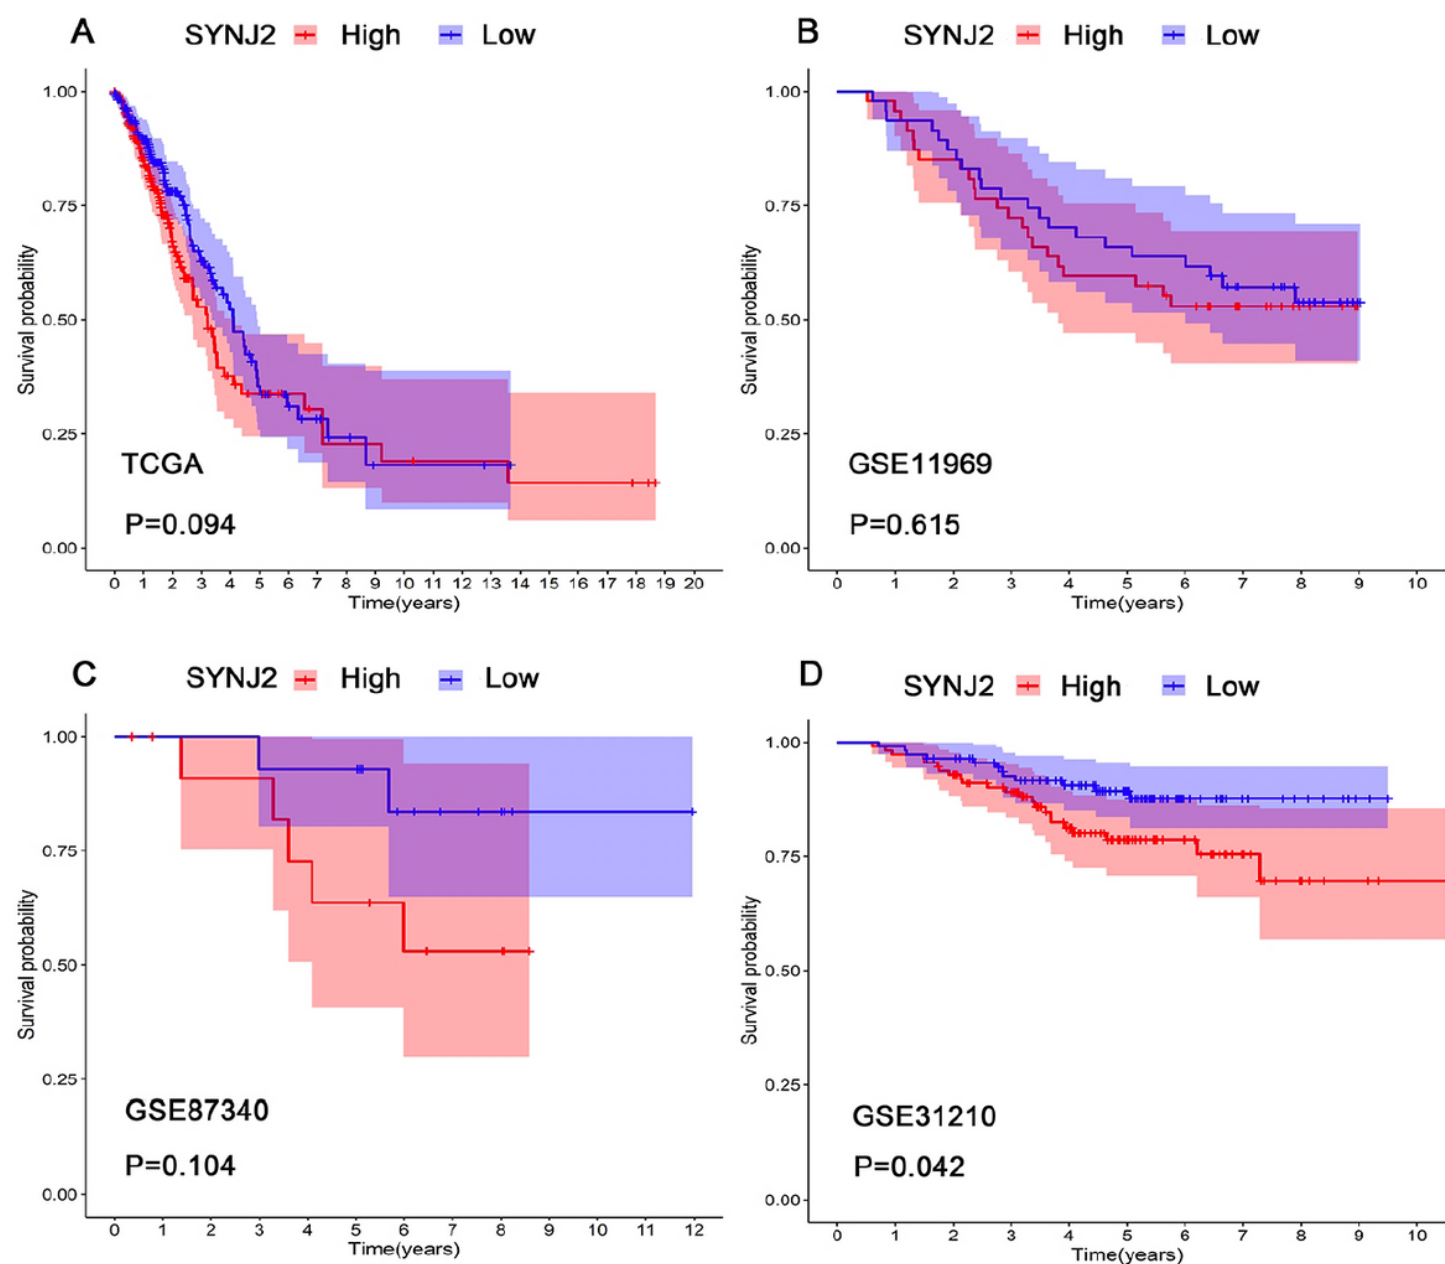 A SYNJ2 High Low
1.00
0.75
0.50
0.25
0.00
Survival probability
TCGA
P=0.094
0 1 2 3 4 5 6 7 8 9 10 11 12 13 14 15 16 17 18 19 20
Time(years)
B SYNJ2 High Low
1.00
0.75
0.50
0.25
0.00
Survival probability
GSE11969
P=0.615
0 1 2 3 4 5 6 7 8 9 10
Time(years)
C SYNJ2 High Low
1.00
0.75
0.50
0.25
0.00
Survival probability
GSE87340
P=0.104
0 1 2 3 4 5 6 7 8 9 10 11 12
Time(years)
D SYNJ2 High Low
1.00
0.75
0.50
0.25
0.00
Survival probability
GSE31210
P=0.042
0 1 2 3 4 5 6 7 8 9 10
Time(years)